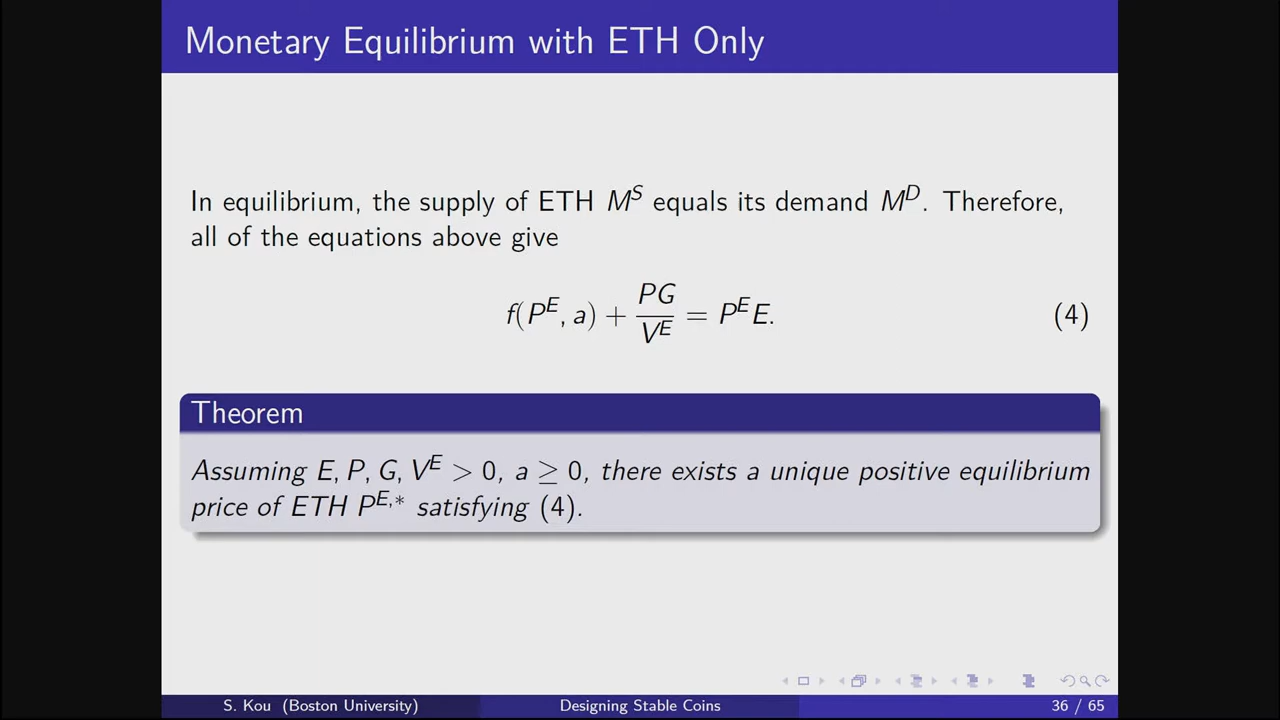 Monetary Equilibrium with ETH Only
In equilibrium, the supply of ETH M^S equals its demand M^D. Therefore,
all of the equations above give
f(P^E, a) + PG/V^E = P^E E. (4)
Theorem
Assuming E, P, G, V^E > 0, a ≥ 0, there exists a unique positive equilibrium
price of ETH P^{E,*} satisfying (4).
S. Kou (Boston University) Designing Stable Coins 36 / 65